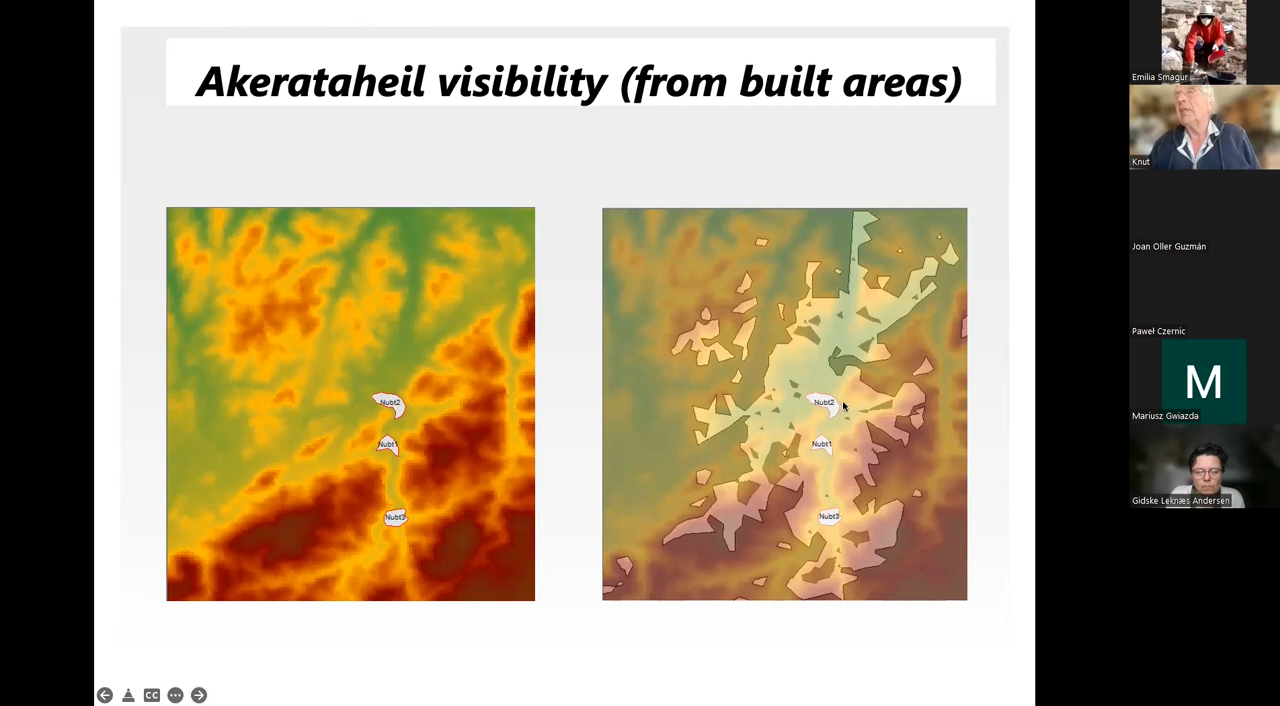 Akerataheil visibility (from built areas)
Nubt2
Nubt1
Nubt3
Nubt2
Nubt1
Nubt3
CC
Emilia Smagur
Knut
Joan Oller Guzmán
Paweł Czernic
M
Mariusz Gwiazda
Gidske Leknæs Andersen